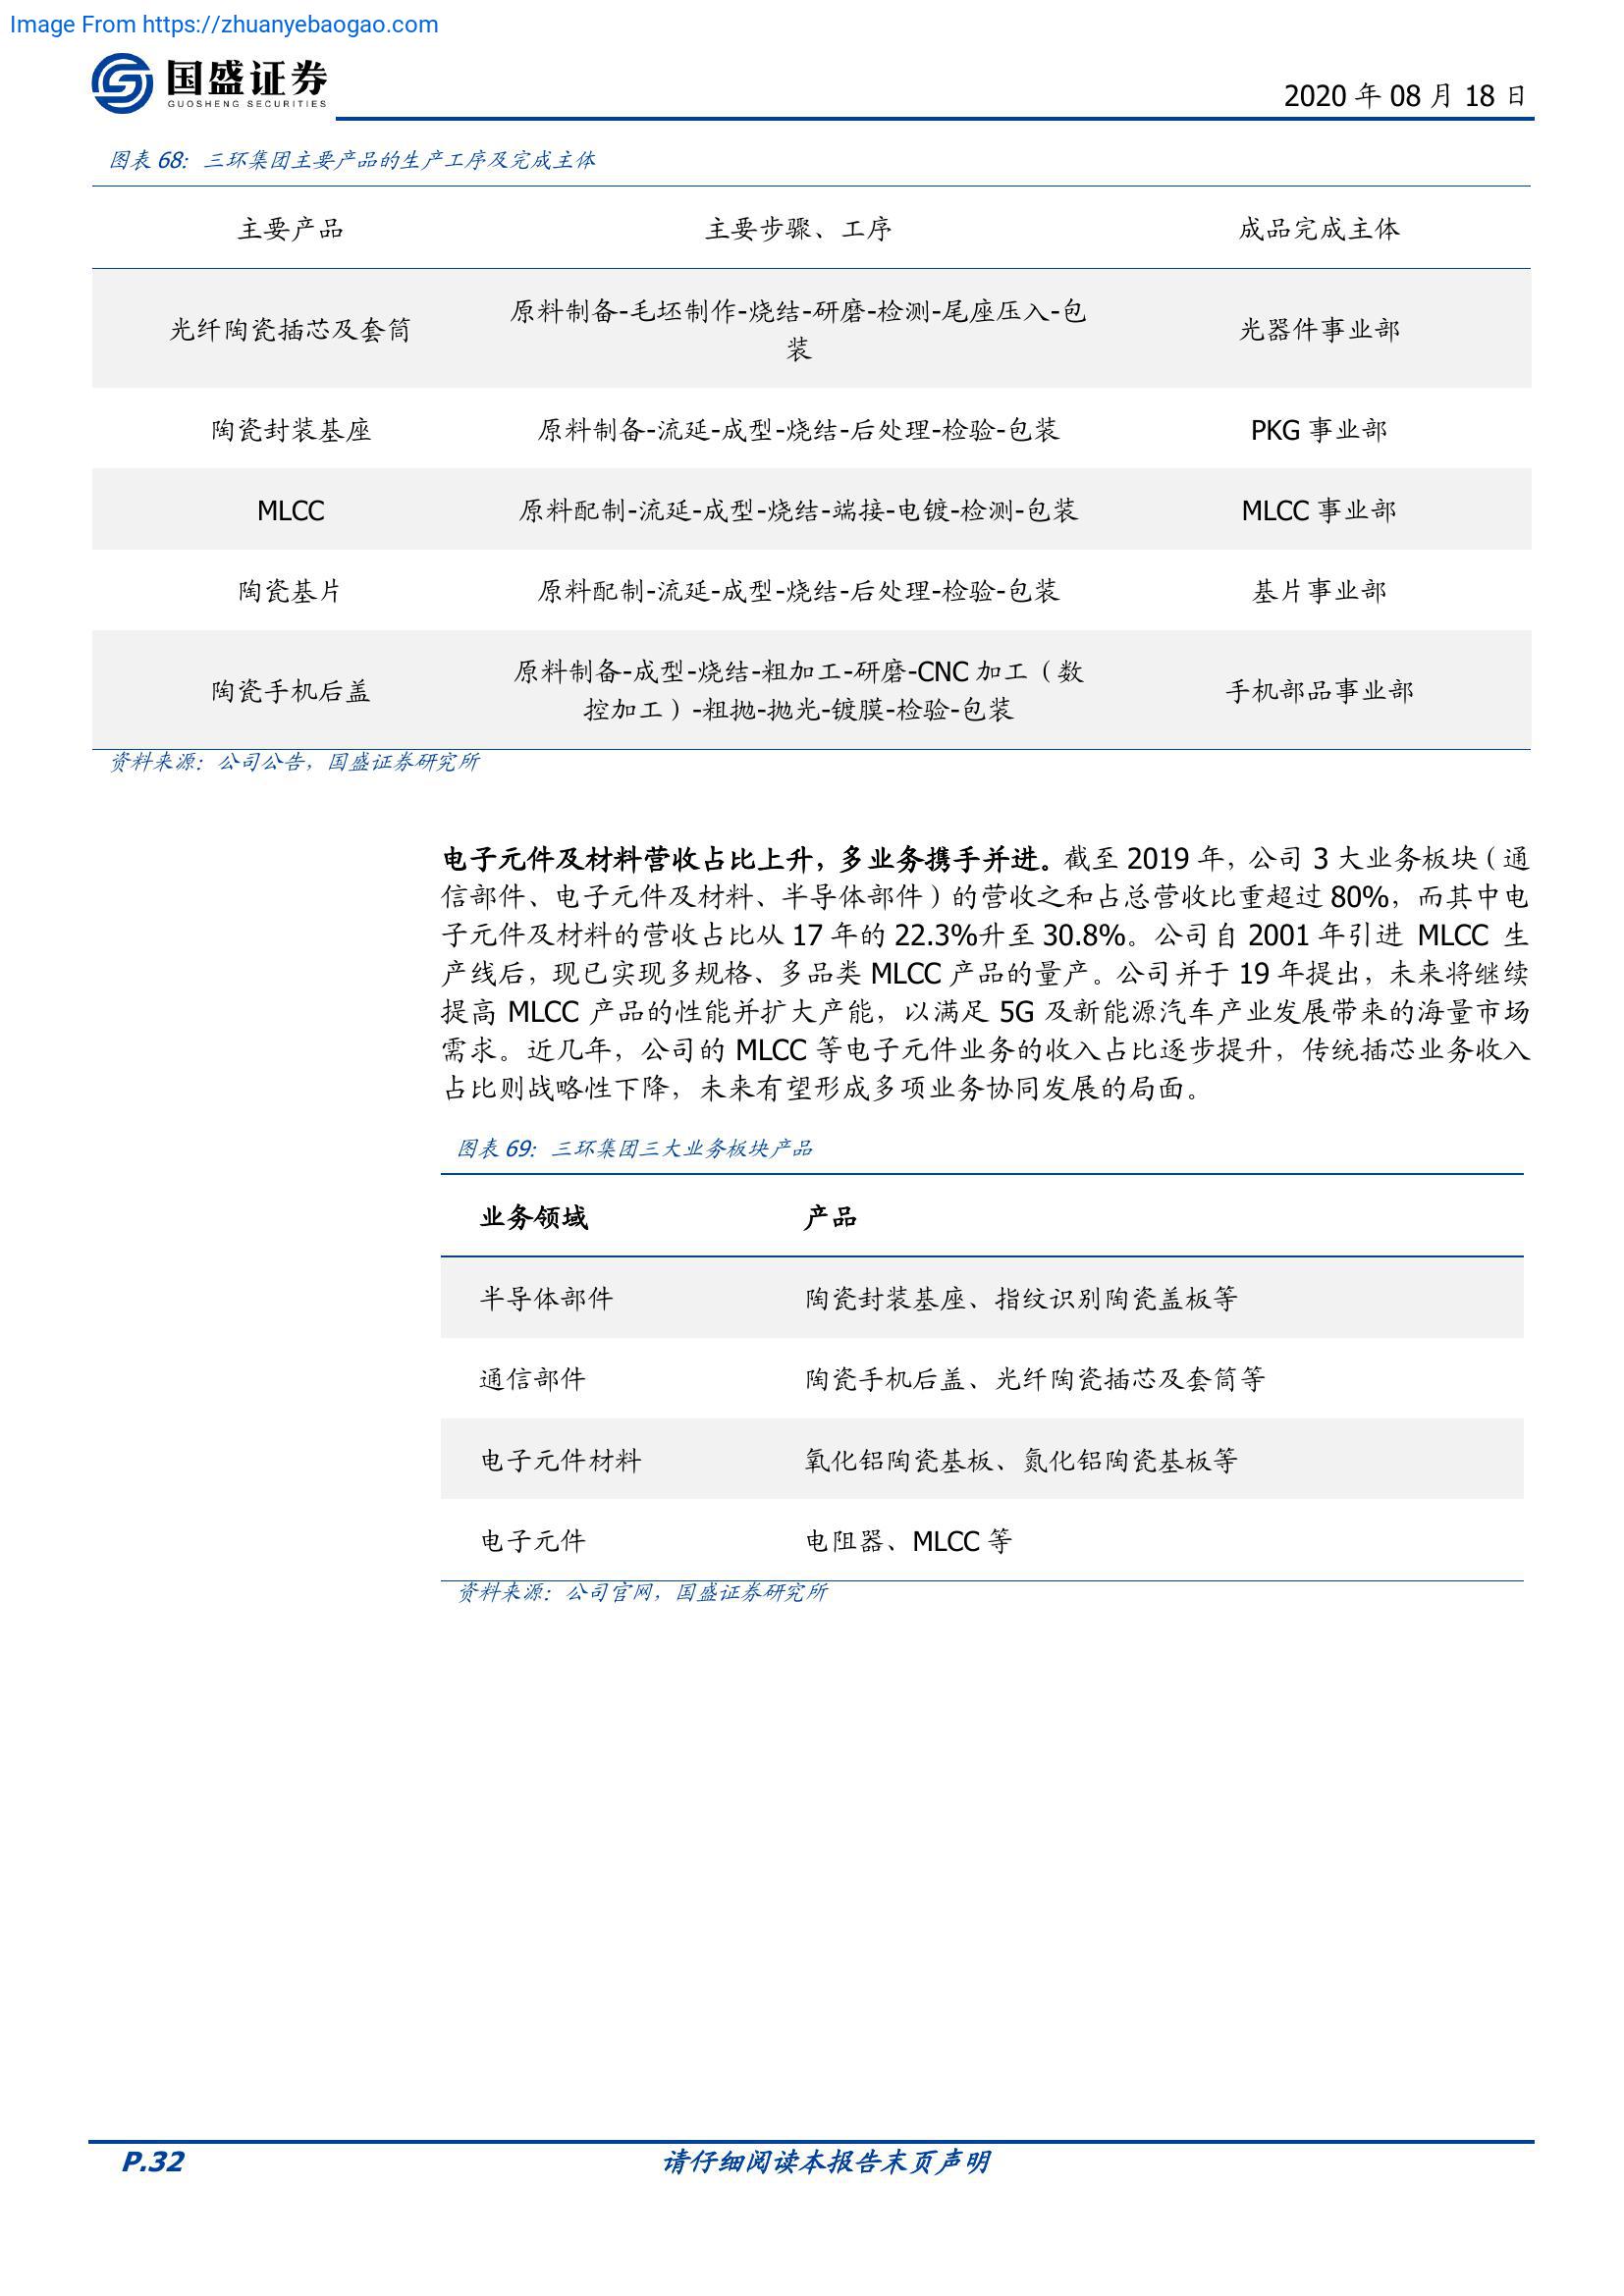 Image From https://zhuanyebaogao.com
国盛证券
GUOSHENG SECURITIES
2020 年 08 月 18 日
图表 68: 三环集团主要产品的生产工序及完成主体
主要产品 主要步骤、工序 成品完成主体
光纤陶瓷插芯及套筒 原料制备-毛坯制作-烧结-研磨-检测-尾座压入-包
装 光器件事业部
陶瓷封装基座 原料制备-流延-成型-烧结-后处理-检验-包装 PKG 事业部
MLCC 原料配制-流延-成型-烧结-端接-电镀-检测-包装 MLCC 事业部
陶瓷基片 原料配制-流延-成型-烧结-后处理-检验-包装 基片事业部
陶瓷手机后盖 原料制备-成型-烧结-粗加工-研磨-CNC 加工（数
控加工）-粗抛-抛光-镀膜-检验-包装 手机部品事业部
资料来源：公司公告，国盛证券研究所
电子元件及材料营收占比上升，多业务携手并进。截至 2019 年，公司 3 大业务板块（通
信部件、电子元件及材料、半导体部件）的营收之和占总营收比重超过 80%，而其中电
子元件及材料的营收占比从 17 年的 22.3%升至 30.8%。公司自 2001 年引进 MLCC 生
产线后，现已实现多规格、多品类 MLCC 产品的量产。公司并于 19 年提出，未来将继续
提高 MLCC 产品的性能并扩大产能，以满足 5G 及新能源汽车产业发展带来的海量市场
需求。近几年，公司的 MLCC 等电子元件业务的收入占比逐步提升，传统插芯业务收入
占比则战略性下降，未来有望形成多项业务协同发展的局面。
图表 69: 三环集团三大业务板块产品
业务领域 产品
半导体部件 陶瓷封装基座、指纹识别陶瓷盖板等
通信部件 陶瓷手机后盖、光纤陶瓷插芯及套筒等
电子元件材料 氧化铝陶瓷基板、氮化铝陶瓷基板等
电子元件 电阻器、MLCC 等
资料来源：公司官网，国盛证券研究所
P.32 请仔细阅读本报告末页声明